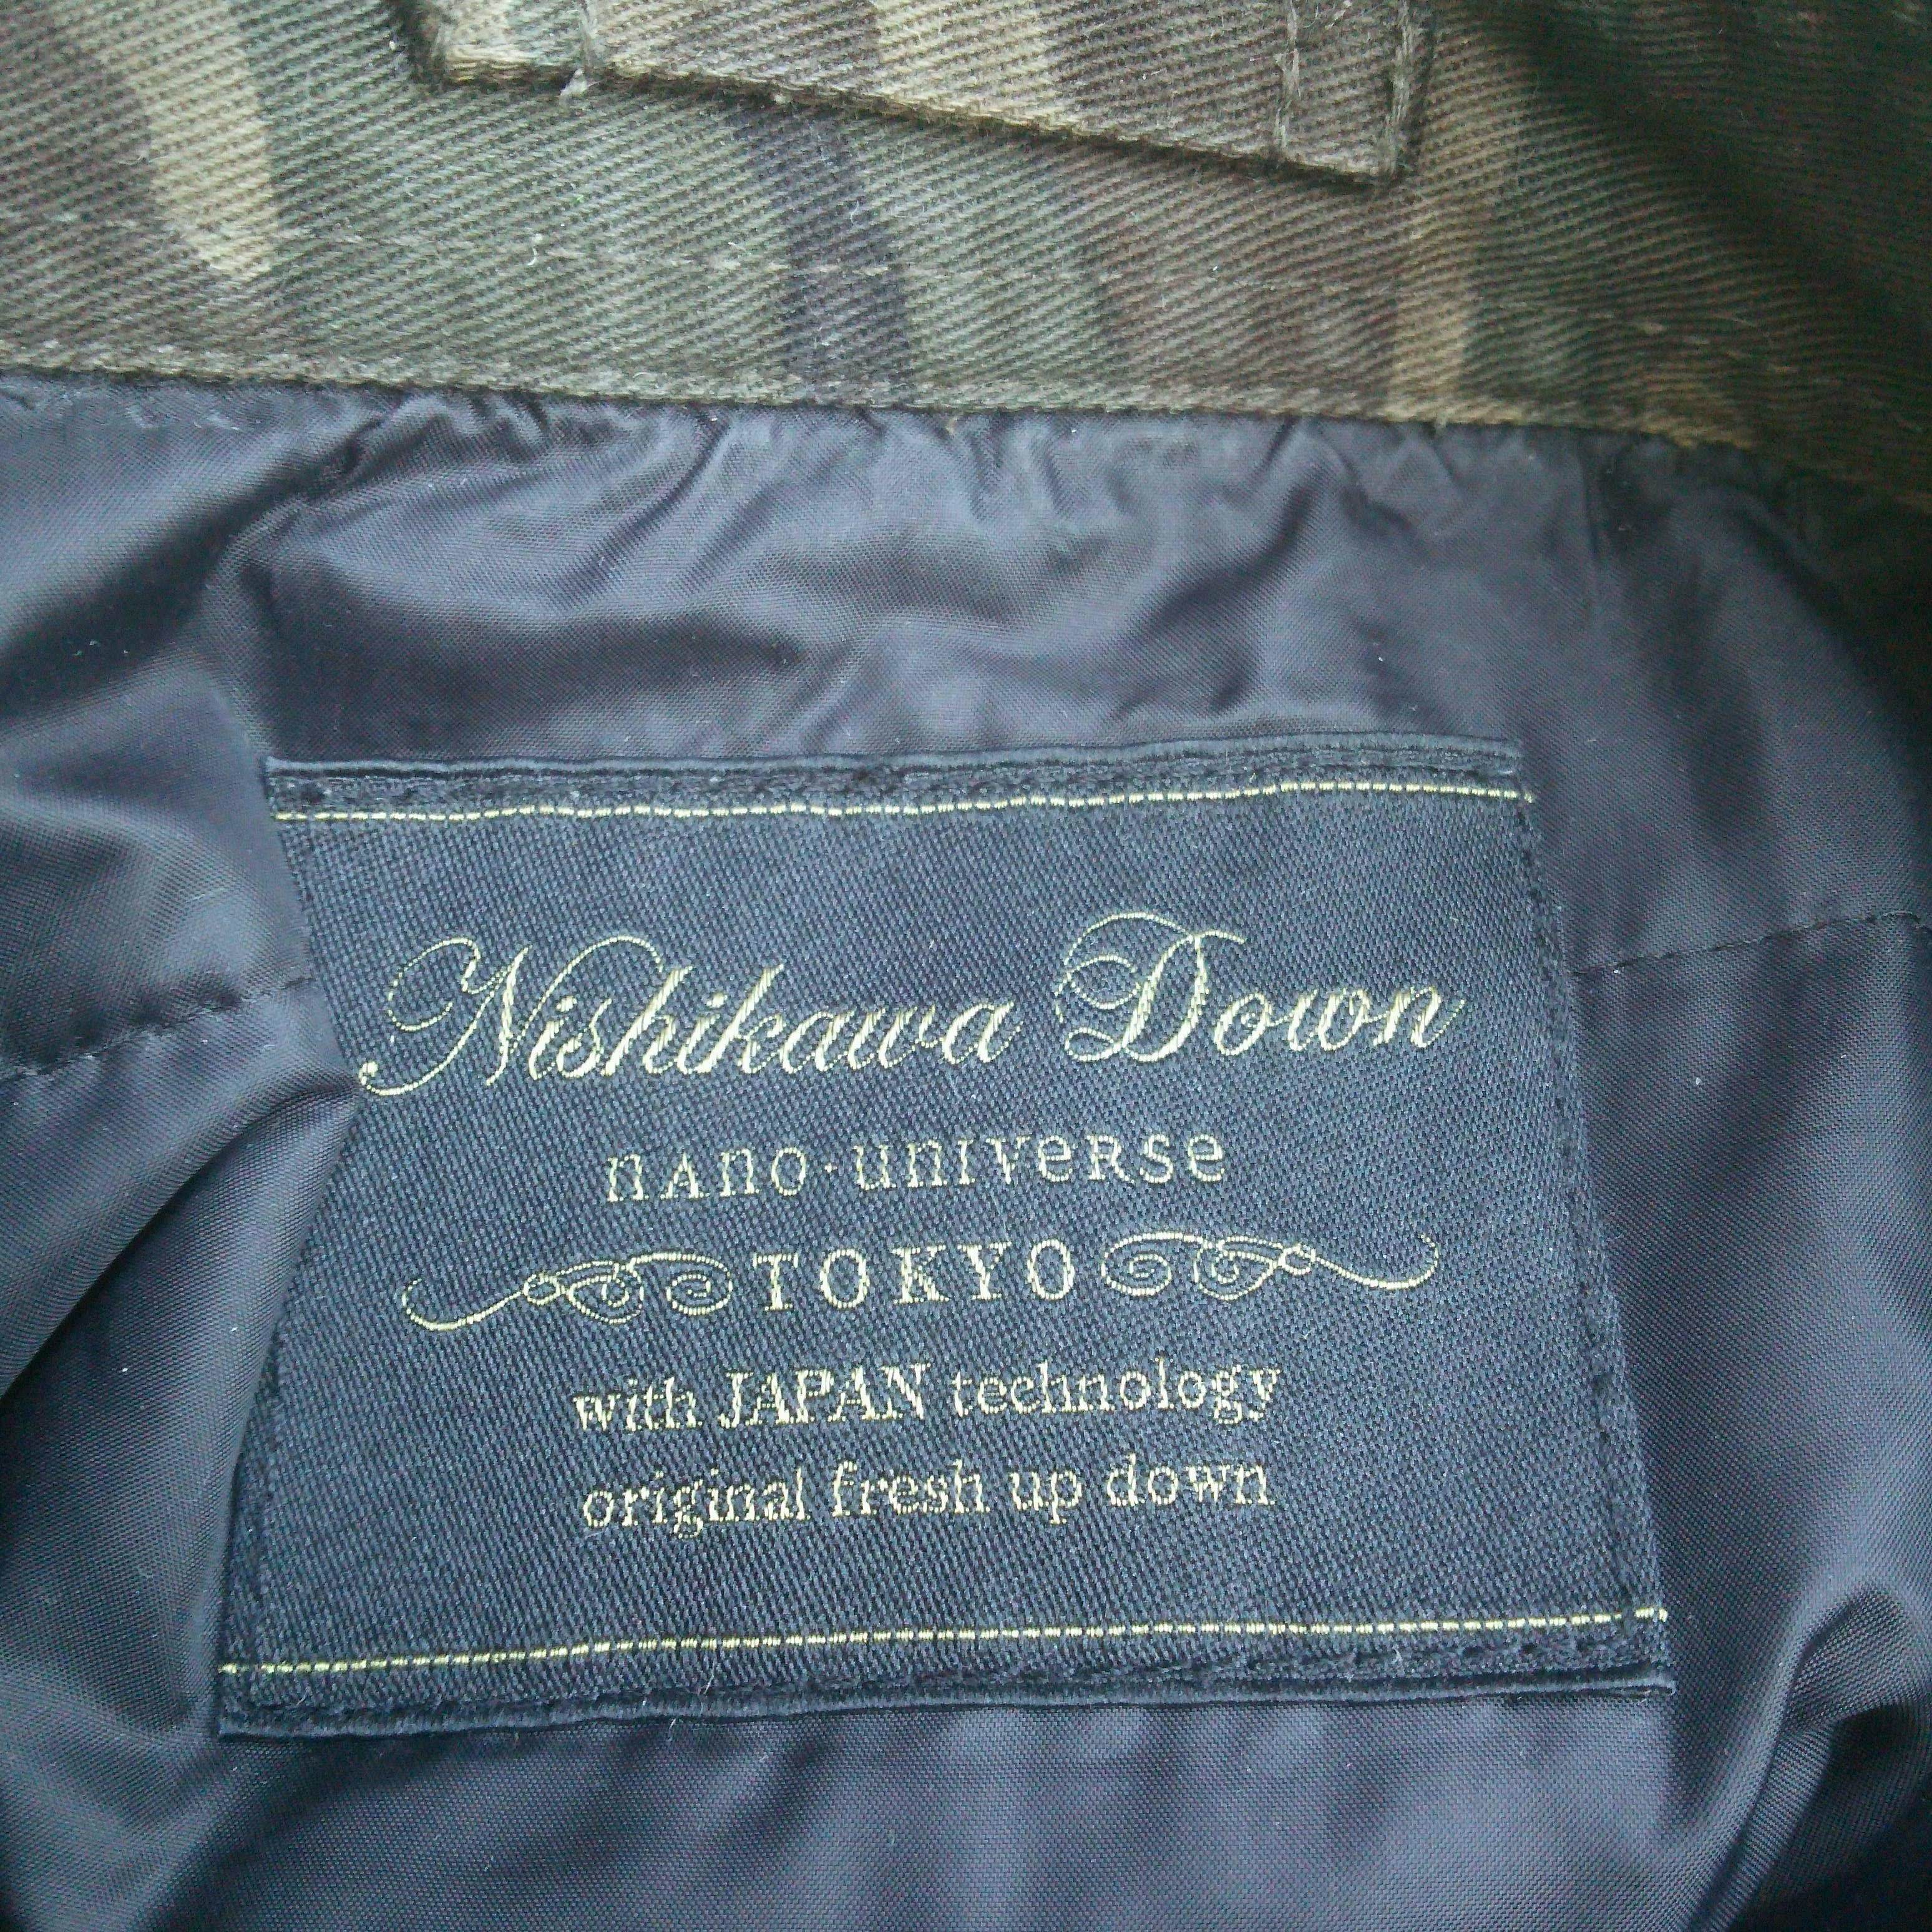 Nishikawa Down
nano·universe
TOKYO
with JAPAN technology
original fresh up down